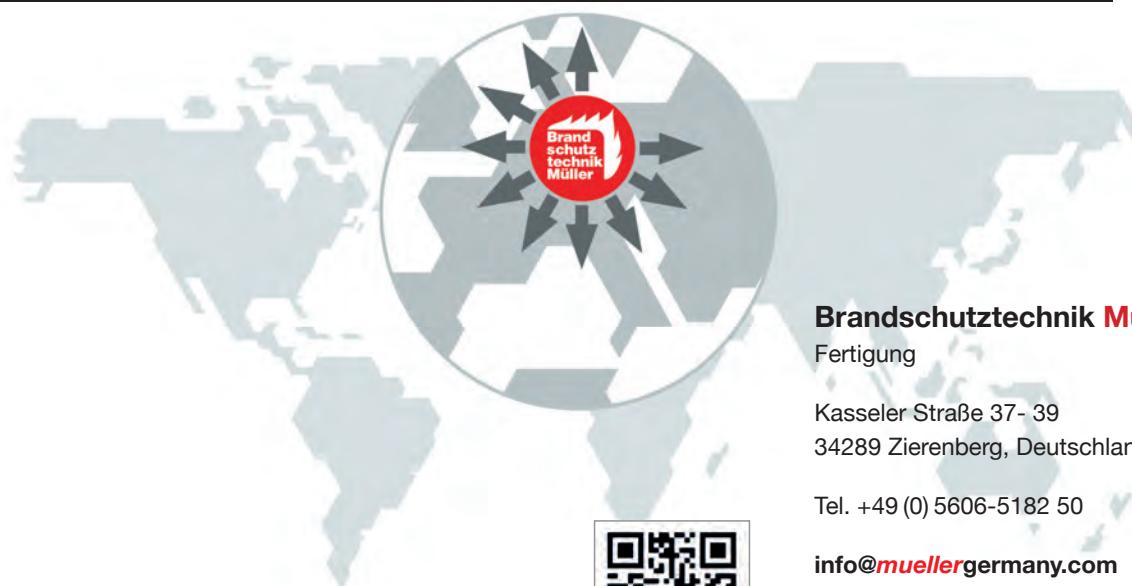 Brand
schutz
technik
Müller
Brandschutztechnik
Fertigung
Kasseler Straße 37- 39
34289 Zierenberg,
Tel. +49 (0) 5606-5182 50
info@muellergermany.com